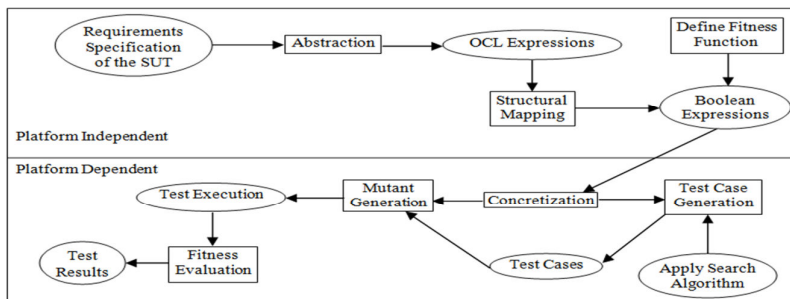 Requirements
Specification
of the SUT
Abstraction
OCL Expressions
Define Fitness
Function
Structural
Mapping
Boolean
Expressions
Platform Independent
Platform Dependent
Test Execution
Mutant
Generation
Concretization
Test Case
Generation
Test
Results
Fitness
Evaluation
Test Cases
Apply Search
Algorithm